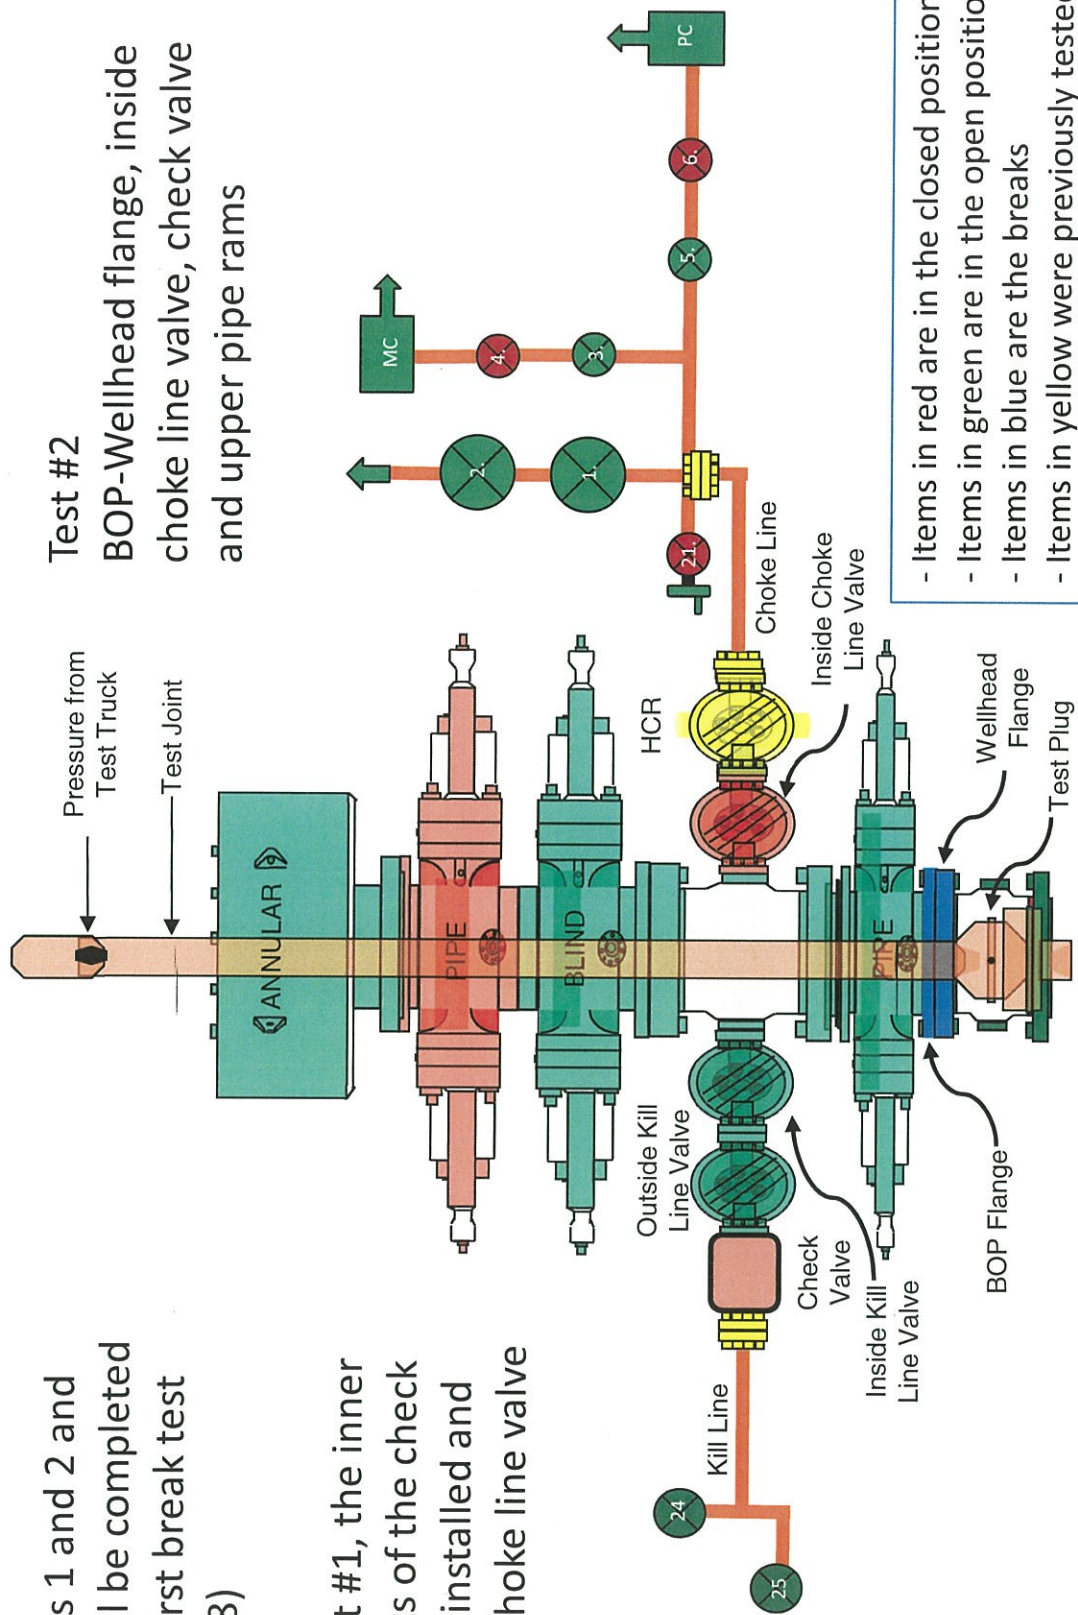 s 1 and 2 and
l be completed
rst break test
t #1, the inner
s of the check
installed and
hoke line valve
Test #2
BOP-Wellhead flange, inside
choke line valve, check valve
and upper pipe rams
Pressure from
Test Truck
Test Joint
ANNULAR
PIPE
BLIND
PIPE
HCR
Inside Choke
Line Valve
Choke Line
Outside Kill
Line Valve
Check
Valve
Inside Kill
Line Valve
Kill Line
BOP Flange
Wellhead
Flange
Test Plug
24
25
21.
1.
2.
3.
4.
MC
5.
6.
PC
- Items in red are in the closed position
- Items in green are in the open positio
- Items in blue are the breaks
- Items in yellow were previously tested